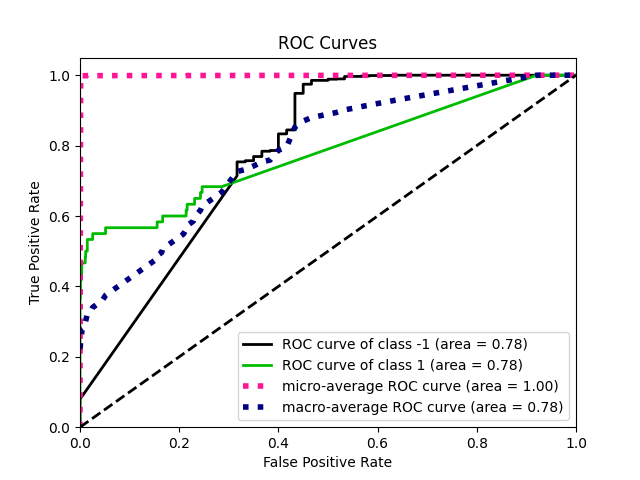 ROC Curves
True Positive Rate
1.0
0.8
0.6
0.4
0.2
0.0
0.0 0.2 0.4 0.6 0.8 1.0
False Positive Rate
ROC curve of class -1 (area = 0.78)
ROC curve of class 1 (area = 0.78)
micro-average ROC curve (area = 1.00)
macro-average ROC curve (area = 0.78)